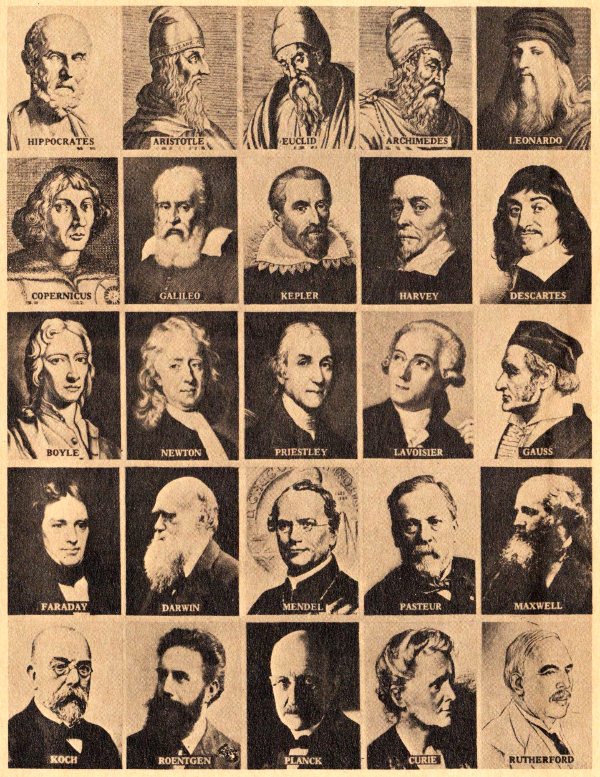 HIPPOCRATES
ARISTOTLE
EUCLID
ARCHIMEDES
LEONARDO
COPERNICUS
GALILEO
KEPLER
HARVEY
DESCARTES
BOYLE
NEWTON
PRIESTLEY
LAVOISIER
GAUSS
FARADAY
DARWIN
MENDEL
PASTEUR
MAXWELL
KOCH
ROENTGEN
PLANCK
CURIE
RUTHERFORD